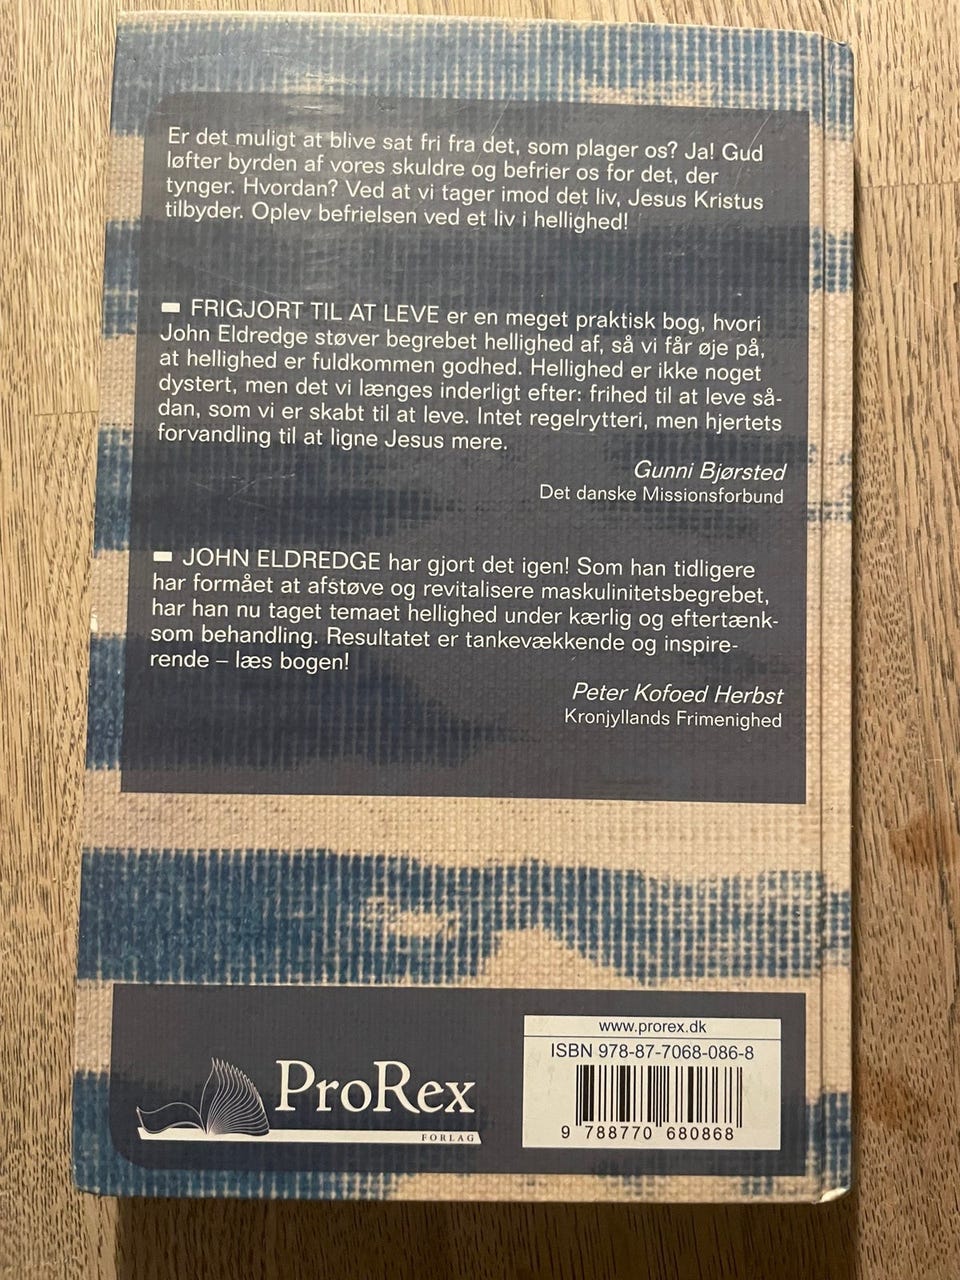 Er det muligt at blive sat fri fra det, som plager os? Ja! Gud
løfter byrden af vores skuldre og befrier os for det, der
tynger. Hvordan? Ved at vi tager imod det liv, Jesus Kristus
tilbyder. Oplev befrielsen ved et liv i hellighed!
FRIGJORT TIL AT LEVE er en meget praktisk bog, hvori
John Eldredge støver begrebet hellighed af, så vi får øje på,
at hellighed er fuldkommen godhed. Hellighed er ikke noget
dystert, men det vi længes inderligt efter: frihed til at leve så-
dan, som vi er skabt til at leve. Intet regelrytteri, men hjertets
forvandling til at ligne Jesus mere.
Gunni Bjørsted
Det danske Missionsforbund
JOHN ELDREDGE har gjort det igen! Som han tidligere
har formået at afstøve og revitalisere maskulinitetsbegrebet,
har han nu taget temaet hellighed under kærlig og eftertænk-
som behandling. Resultatet er tankevækkende og inspire-
rende – læs bogen!
Peter Kofoed Herbst
Kronjyllands Frimenighed
ProRex
FORLAG
www.prorex.dk
ISBN 978-87-7068-086-8
9 788770 680868